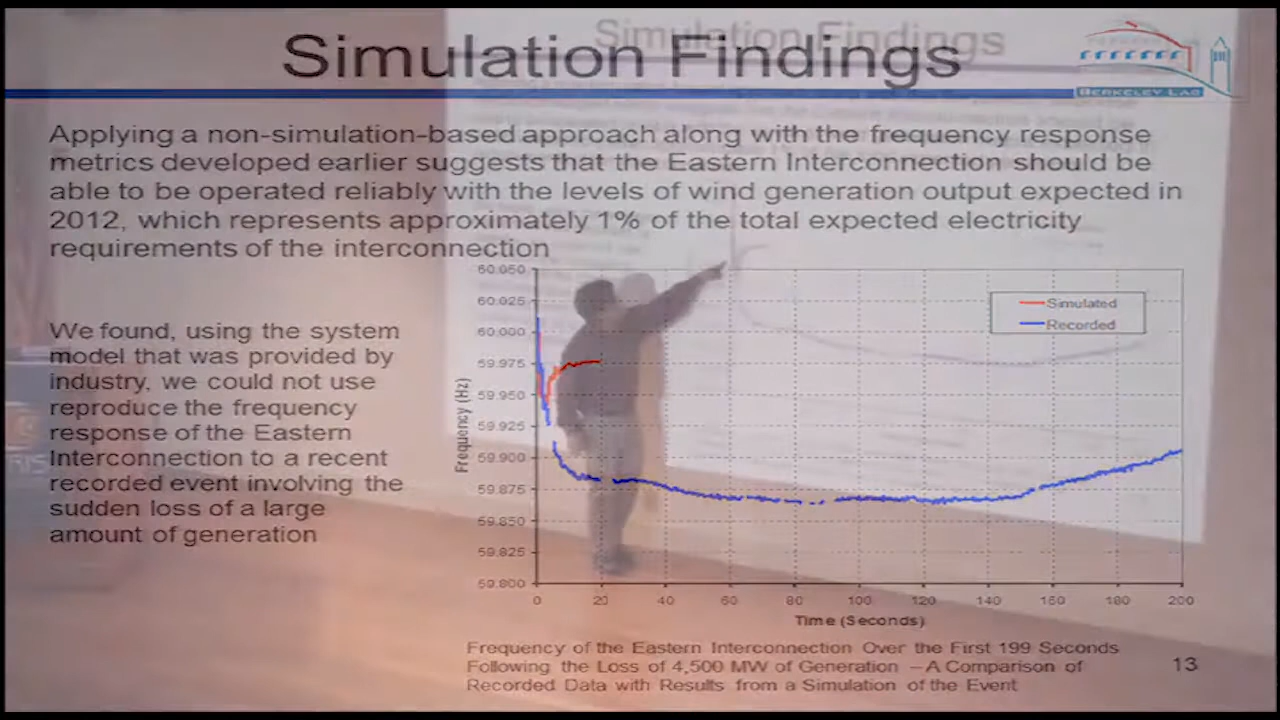 Simulation Findings
Simulation Findings
BERKELEY LAB
Applying a non-simulation-based approach along with the frequency response
metrics developed earlier suggests that the Eastern Interconnection should be
able to be operated reliably with the levels of wind generation output expected in
2012, which represents approximately 1% of the total expected electricity
requirements of the interconnection
We found, using the system
model that was provided by
industry, we could not use
reproduce the frequency
response of the Eastern
Interconnection to a recent
recorded event involving the
sudden loss of a large
amount of generation
60.050
60.025
60.000
59.975
59.950
59.925
59.900
59.875
59.850
59.825
59.800
Frequency (Hz)
Simulated
Recorded
0 20 40 60 80 100 120 140 160 180 200
Time (Seconds)
Frequency of the Eastern Interconnection Over the First 199 Seconds
Following the Loss of 4,500 MW of Generation – A Comparison of
Recorded Data with Results from a Simulation of the Event
13